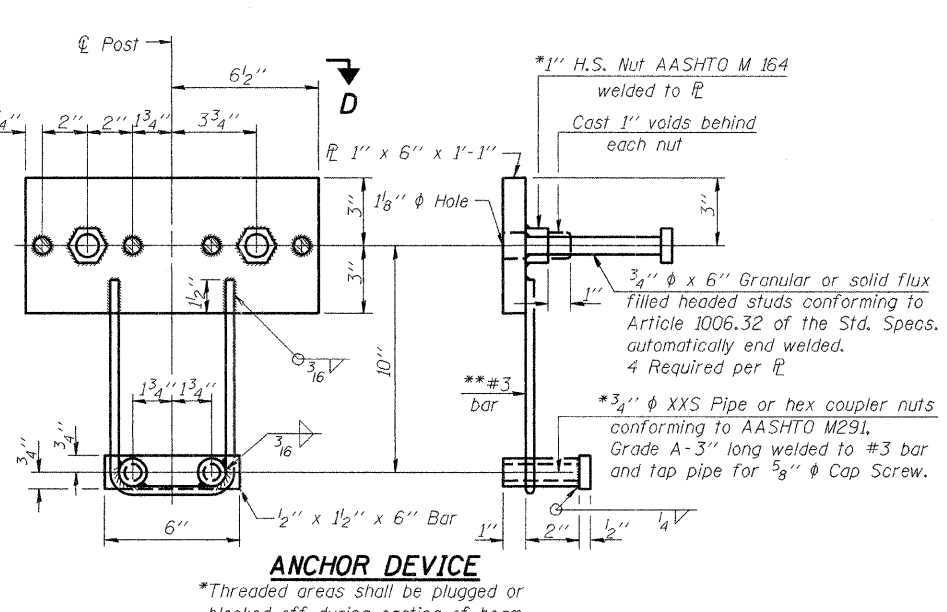 ℄ Post
6½"
D
2" 2" 1¾" 3¾"
3"
3"
1½"
3/16
1¾" 1¾"
10"
¾"
¾"
3/16
½" x 1½" x 6" Bar
6"
*1" H.S. Nut AASHTO M 164
welded to ℄
Cast 1" voids behind
each nut
℄ 1" x 6" x 1'-1"
1⅛" ϕ Hole
3"
1"
¾" ϕ x 6" Granular or solid flux
filled headed studs conforming to
Article 1006.32 of the Std. Specs.
automatically end welded.
4 Required per ℄
**#3
bar
*¾" ϕ XXS Pipe or hex coupler nuts
conforming to AASHTO M291,
Grade A-3" long welded to #3 bar
and tap pipe for ⅝" ϕ Cap Screw.
1" 2" ½"
¼
ANCHOR DEVICE
*Threaded areas shall be plugged or
blocked off during casting of beam